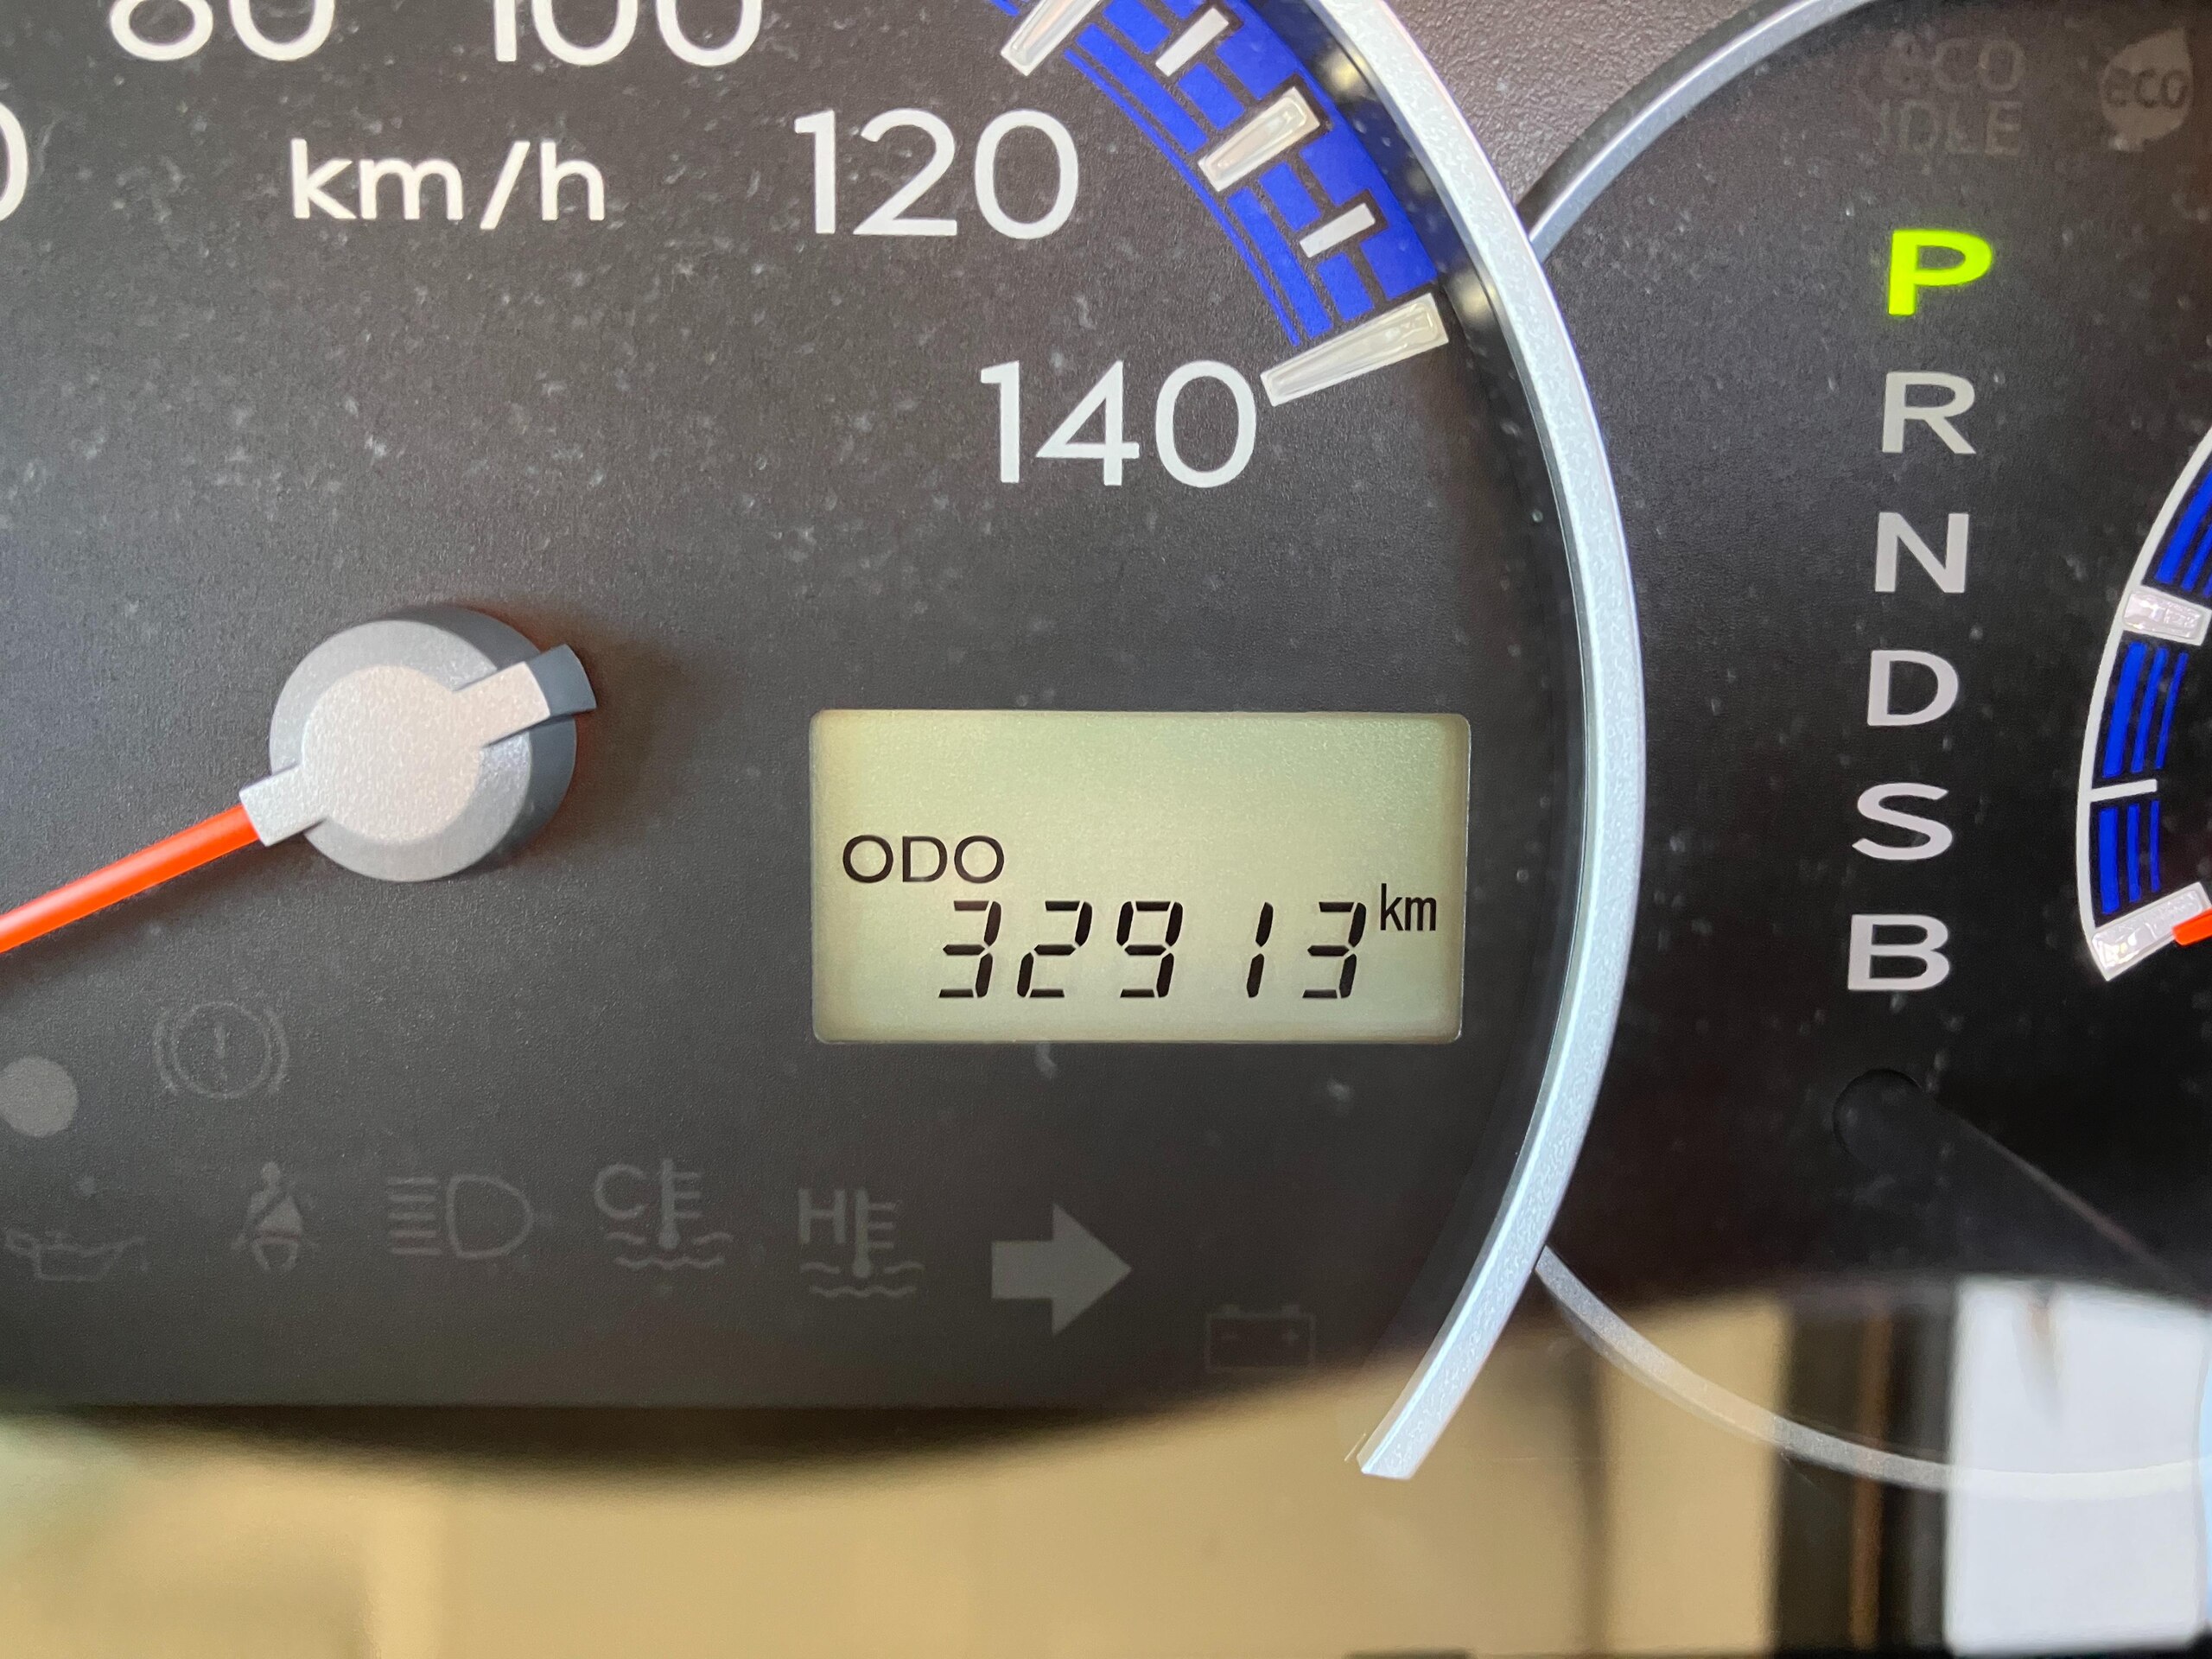 80 100
km/h
120
140
eco
IDLE
eco
P
R
N
D
S
B
ODO
32913 km
C
H